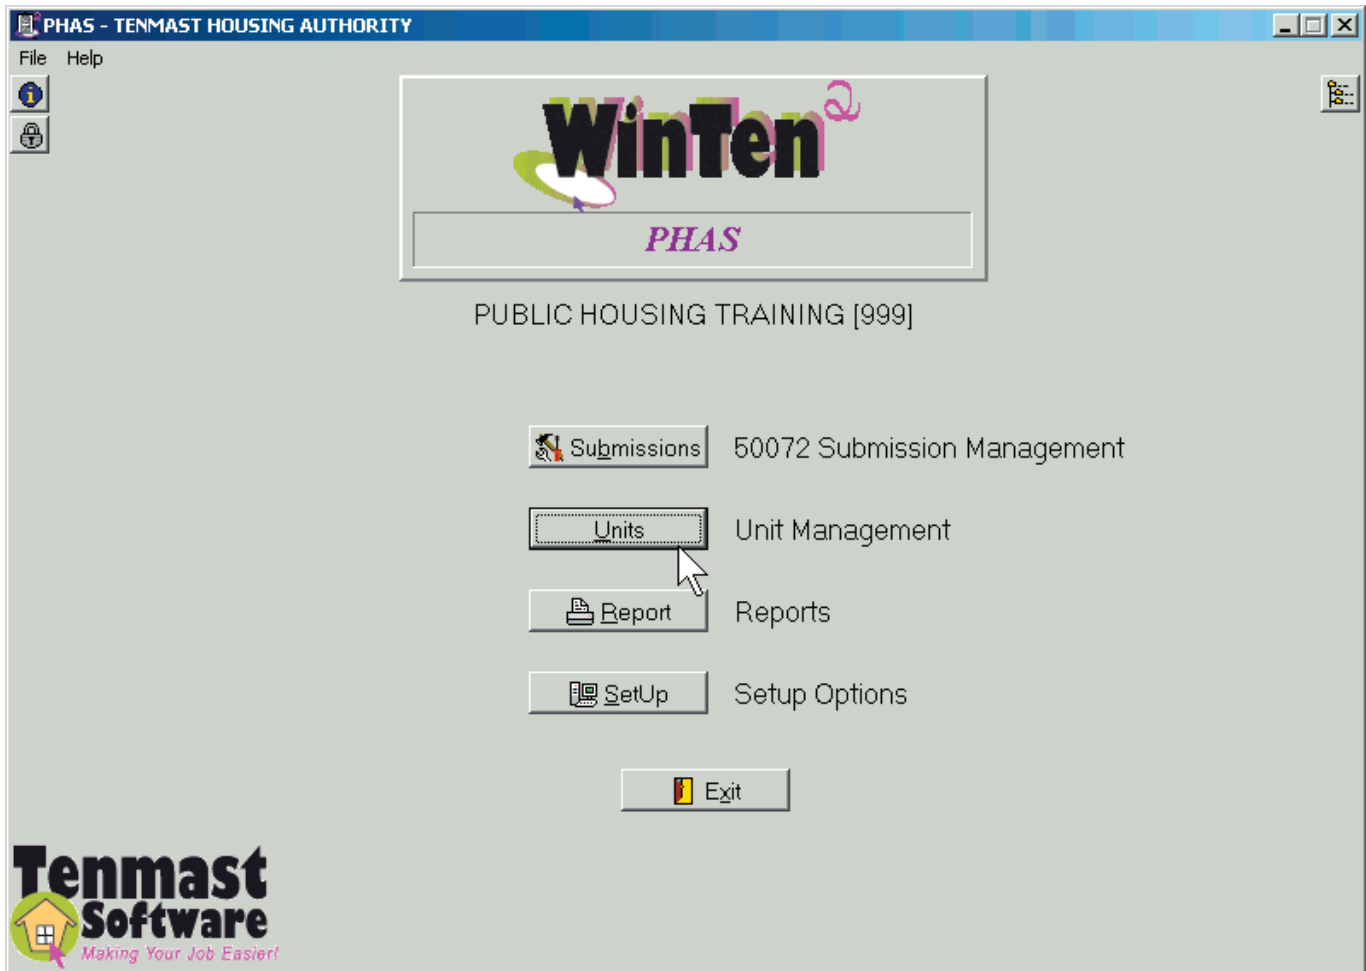 PHAS - TENMAST HOUSING AUTHORITY
File Help
WinTen 2
PHAS
PUBLIC HOUSING TRAINING [999]
Submissions 50072 Submission Management
Units Unit Management
Report Reports
SetUp Setup Options
Exit
Tenmast
Software
Making Your Job Easier!